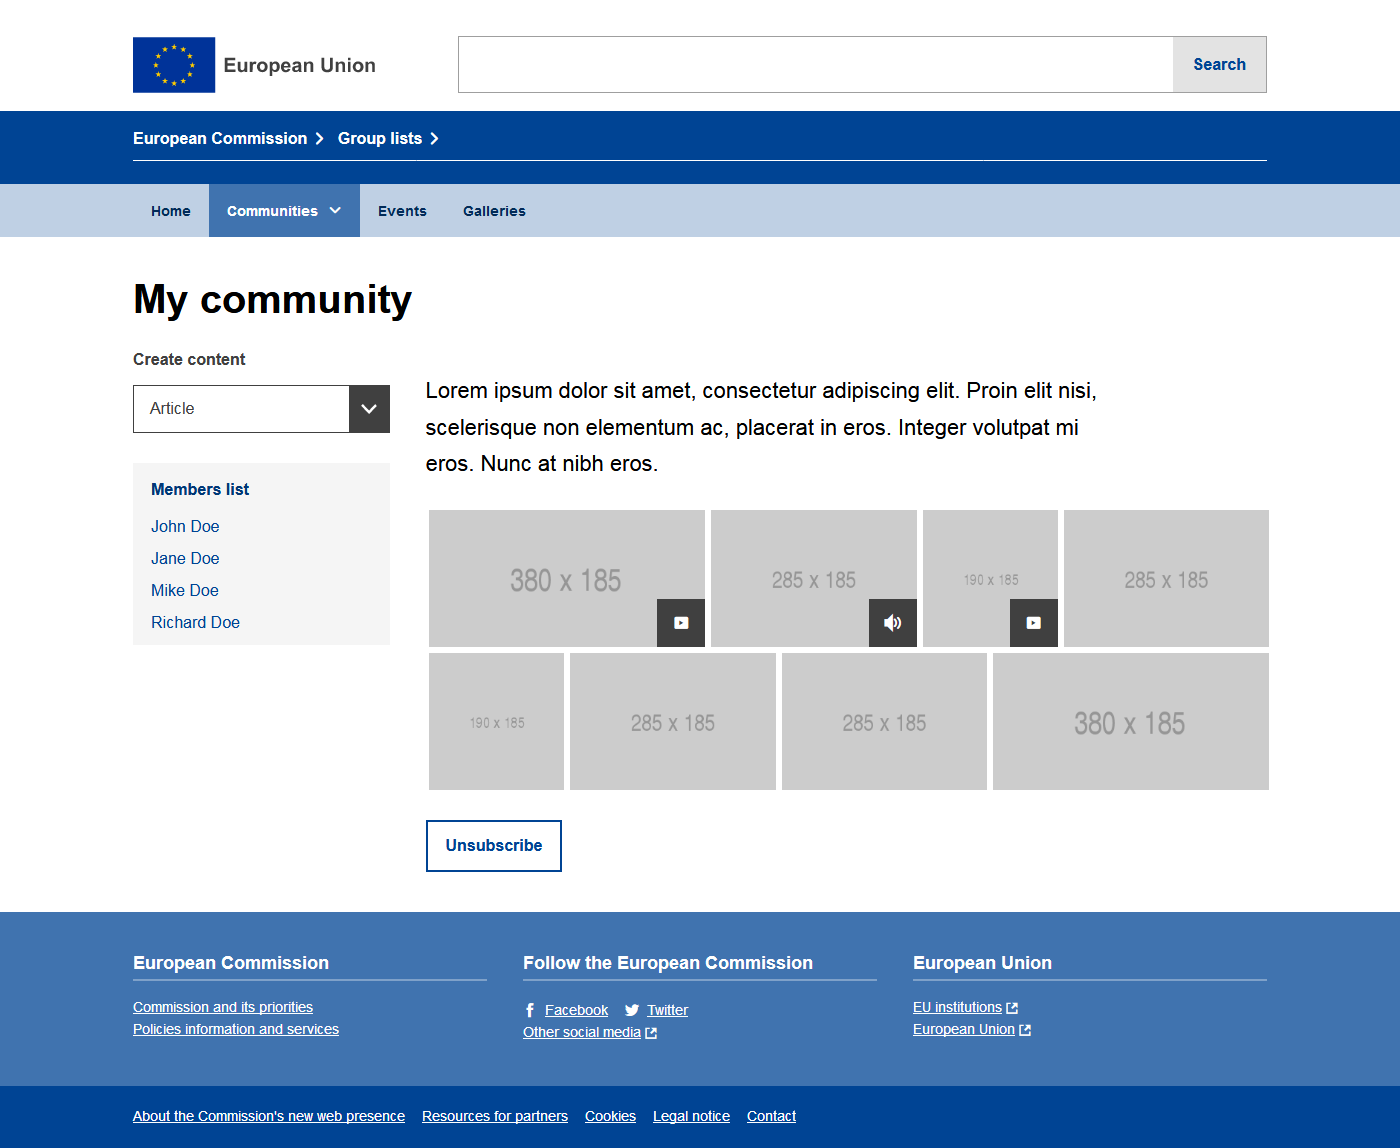 European Union
Search
European Commission
Group lists
Home
Communities
Events
Galleries
My community
Create content
Article
Members list
John Doe
Jane Doe
Mike Doe
Richard Doe
Lorem ipsum dolor sit amet, consectetur adipiscing elit. Proin elit nisi,
scelerisque non elementum ac, placerat in eros. Integer volutpat mi
eros. Nunc at nibh eros.
380 x 185
285 x 185
190 x 185
285 x 185
190 x 185
285 x 185
285 x 185
380 x 185
Unsubscribe
European Commission
Commission and its priorities
Policies information and services
Follow the European Commission
Facebook
Twitter
Other social media
European Union
EU institutions
European Union
About the Commission's new web presence
Resources for partners
Cookies
Legal notice
Contact